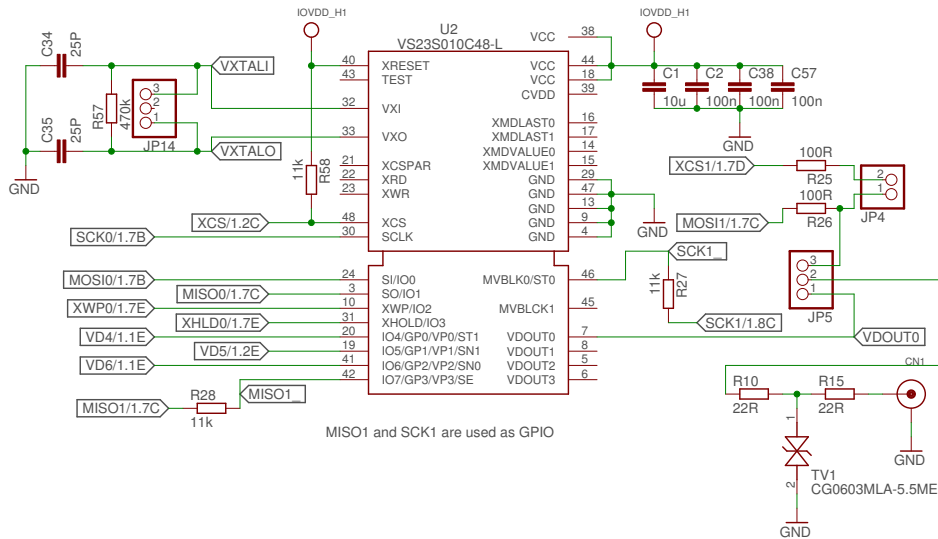 IOVDD_H1
U2
VS23S010C48-L
IOVDD_H1
C34
25P
VXTALI
R57
470k
3
2
1
JP14
C35
25P
VXTALO
GND
11k
R58
XCS/1.2C
SCK0/1.7B
40 XRESET
43 TEST
32 VXI
33 VXO
21 XCSPAR
22 XRD
23 XWR
48 XCS
30 SCLK
VCC 38
VCC 44
VCC 18
CVDD 39
XMDLAST0 16
XMDLAST1 17
XMDVALUE0 14
XMDVALUE1 15
GND 29
GND 47
GND 13
GND 9
GND 4
C1
10u
C2
100n
C38
100n
C57
100n
GND
GND
XCS1/1.7D
100R
R25
MOSI1/1.7C
100R
R26
2
1
JP4
MOSI0/1.7B
MISO0/1.7C
XWP0/1.7E
XHLD0/1.7E
VD4/1.1E
VD5/1.2E
VD6/1.1E
24 SI/IO0
3 SO/IO1
10 XWP/IO2
31 XHOLD/IO3
20 IO4/GP0/VP0/ST1
19 IO5/GP1/VP1/SN1
41 IO6/GP2/VP2/SN0
42 IO7/GP3/VP3/SE
MVBLK0/ST0 46
MVBLCK1 45
VDOUT0 7
VDOUT1 8
VDOUT2 5
VDOUT3 6
SCK1_
11k
R27
SCK1/1.8C
3
2
1
JP5
VDOUT0
MISO1_
MISO1/1.7C
R28
11k
MISO1 and SCK1 are used as GPIO
CN1
R10
22R
R15
22R
GND
1
2
TV1
CG0603MLA-5.5ME
GND